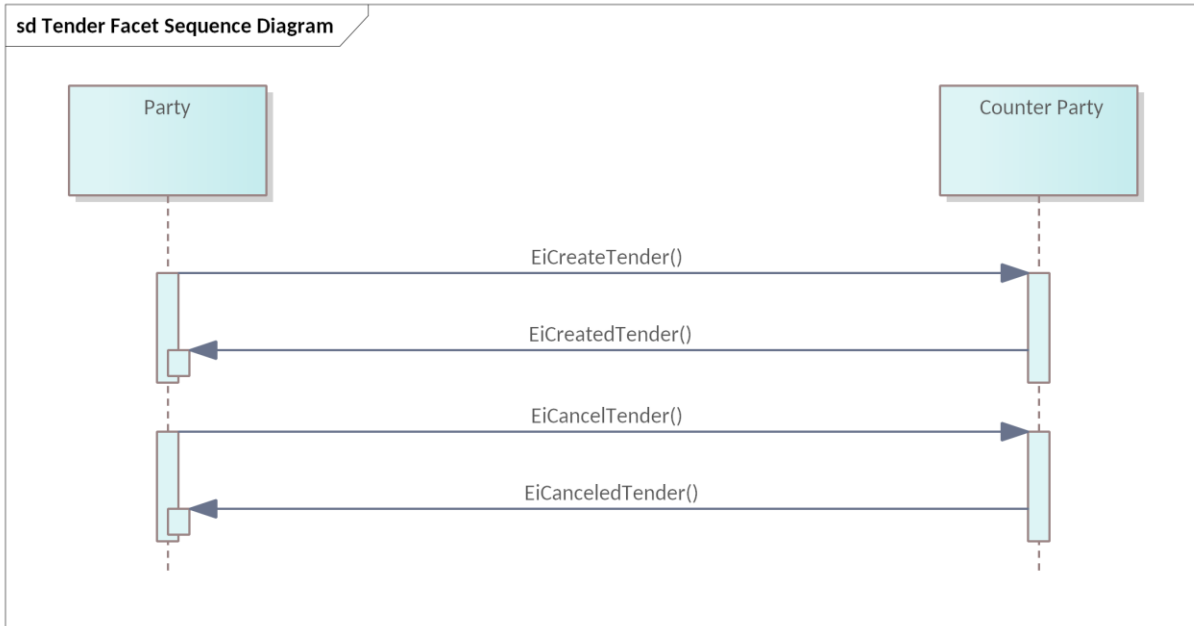 sd Tender Facet Sequence Diagram
Party
Counter Party
EiCreateTender()
EiCreatedTender()
EiCancelTender()
EiCanceledTender()